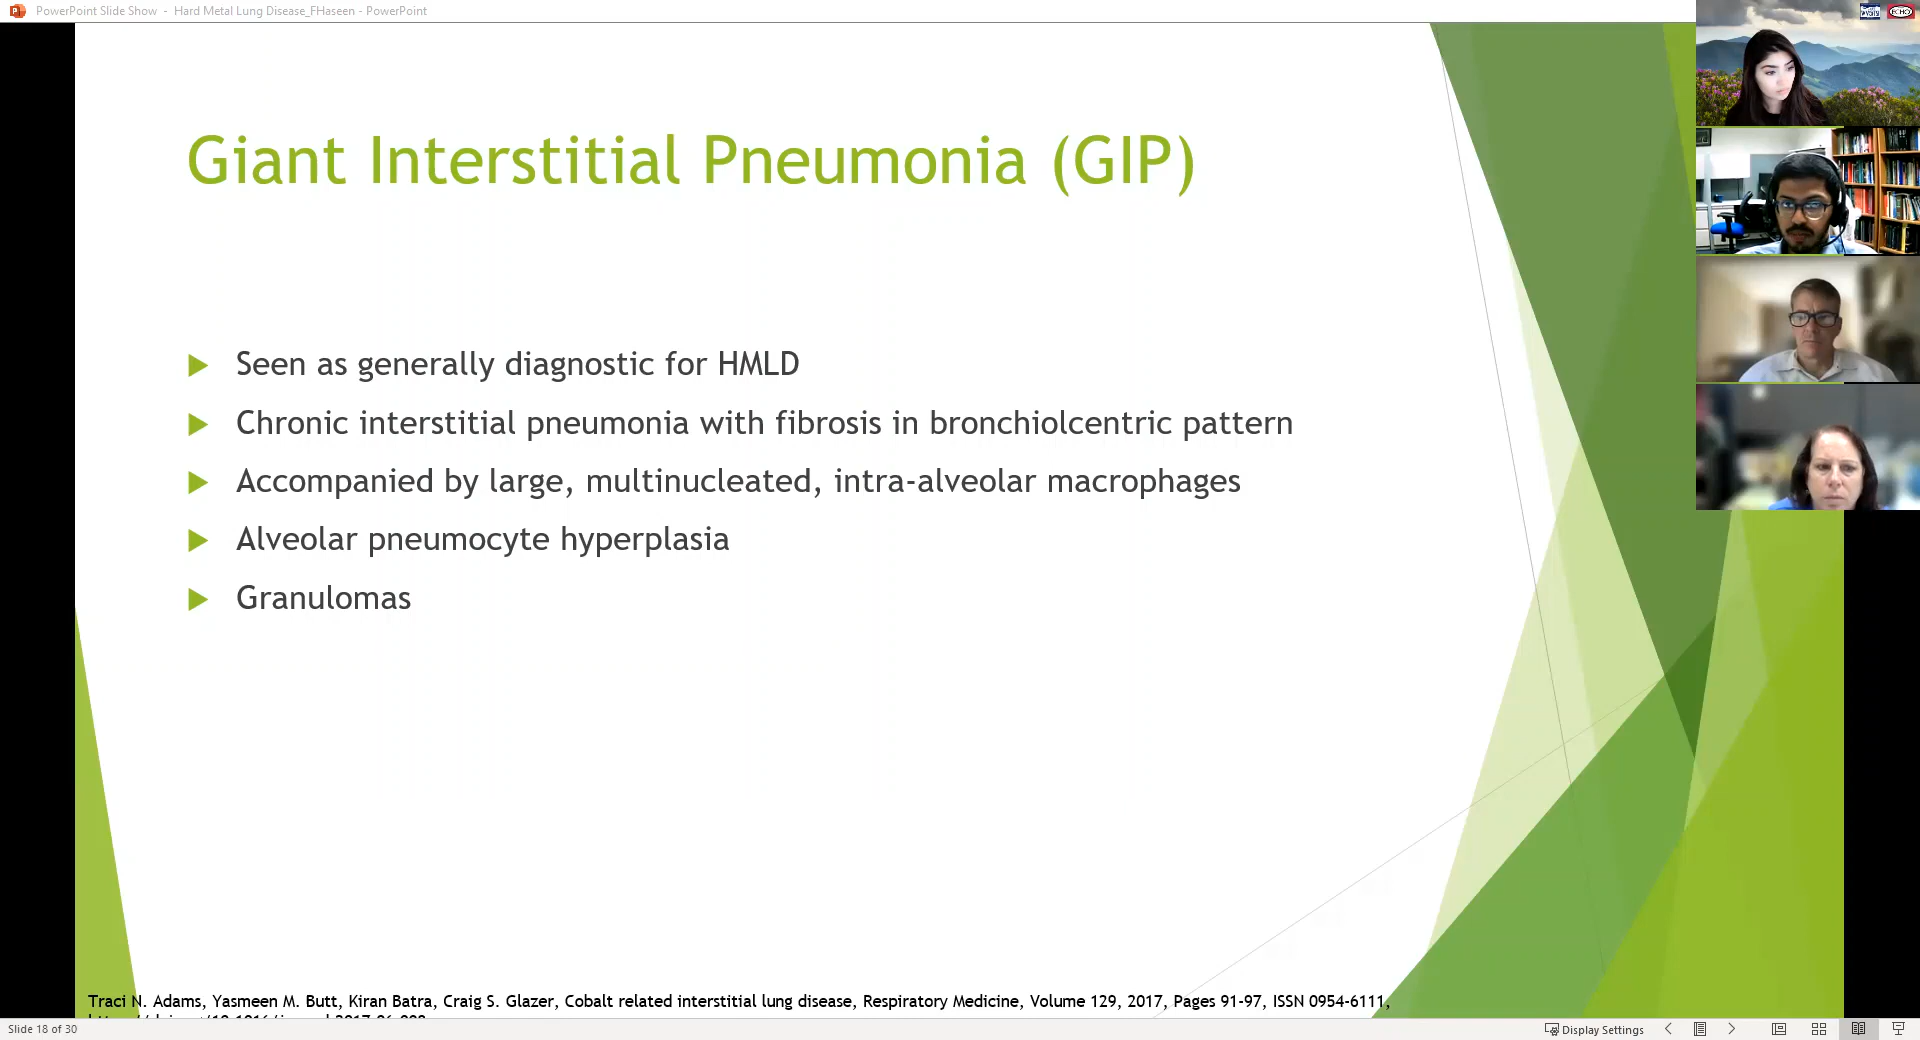 PowerPoint Slide Show - Hard Metal Lung Disease_FHaseen - PowerPoint
ECHO
Giant Interstitial Pneumonia (GIP)
Seen as generally diagnostic for HMLD
Chronic interstitial pneumonia with fibrosis in bronchiolcentric pattern
Accompanied by large, multinucleated, intra-alveolar macrophages
Alveolar pneumocyte hyperplasia
Granulomas
Traci N. Adams, Yasmeen M. Butt, Kiran Batra, Craig S. Glazer, Cobalt related interstitial lung disease, Respiratory Medicine, Volume 129, 2017, Pages 91-97, ISSN 0954-6111,
Slide 18 of 30
Display Settings